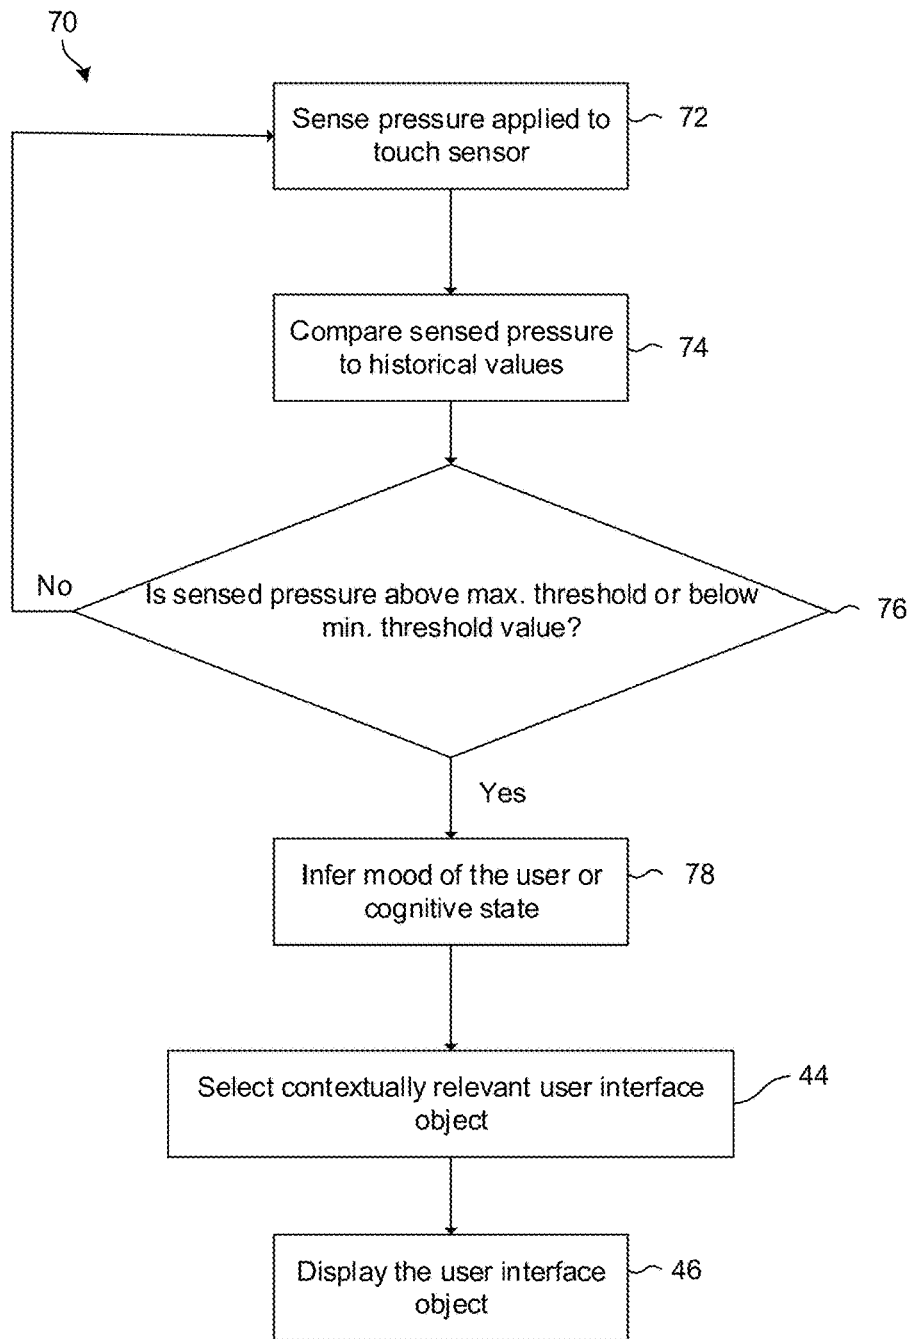 70
Sense pressure applied to
touch sensor
72
Compare sensed pressure
to historical values
74
No
Is sensed pressure above max. threshold or below
min. threshold value?
76
Yes
Infer mood of the user or
cognitive state
78
Select contextually relevant user interface
object
44
Display the user interface
object
46